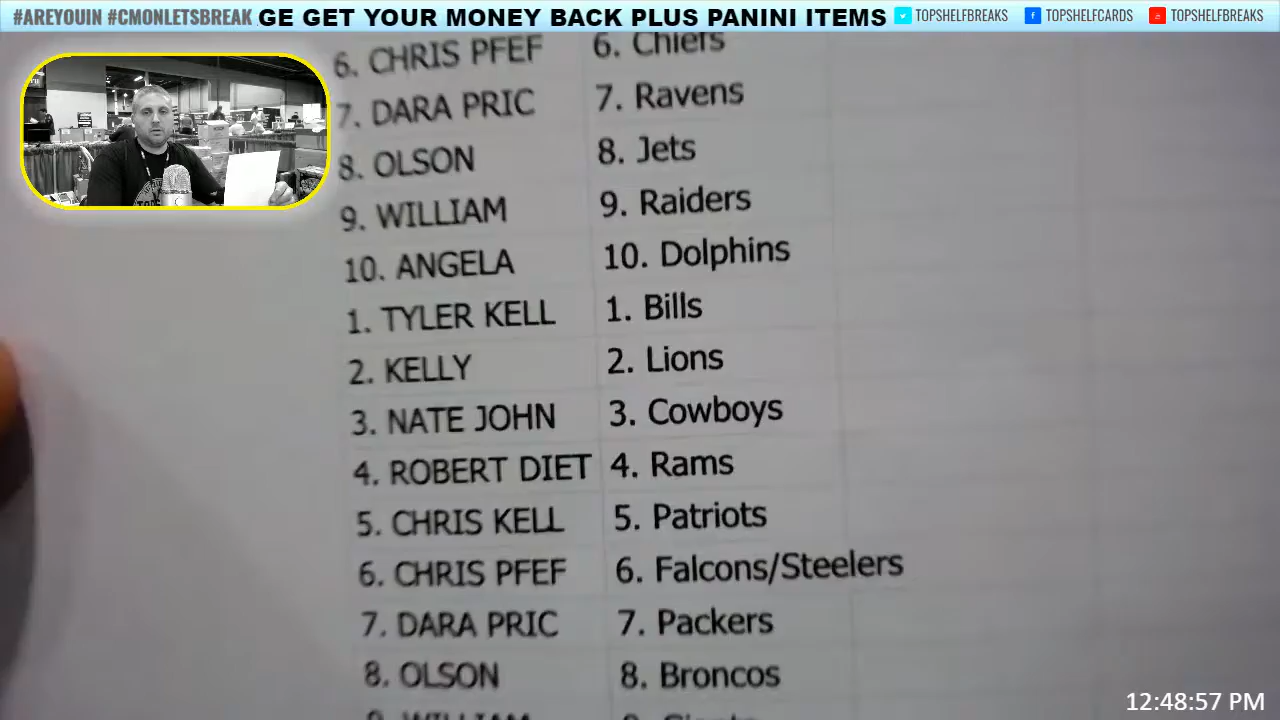 #AREYOUIN #CMONLETSBREAK GE GET YOUR MONEY BACK PLUS PANINI ITEMS TOPSHELFBREAKS TOPSHELFCARDS TOPSHELFBREAKS
6. CHRIS PFEF 6. Chiefs
7. DARA PRIC 7. Ravens
8. OLSON 8. Jets
9. WILLIAM 9. Raiders
10. ANGELA 10. Dolphins
1. TYLER KELL 1. Bills
2. KELLY 2. Lions
3. NATE JOHN 3. Cowboys
4. ROBERT DIET 4. Rams
5. CHRIS KELL 5. Patriots
6. CHRIS PFEF 6. Falcons/Steelers
7. DARA PRIC 7. Packers
8. OLSON 8. Broncos
9. WILLIAM 9. Giants
12:48:57 PM